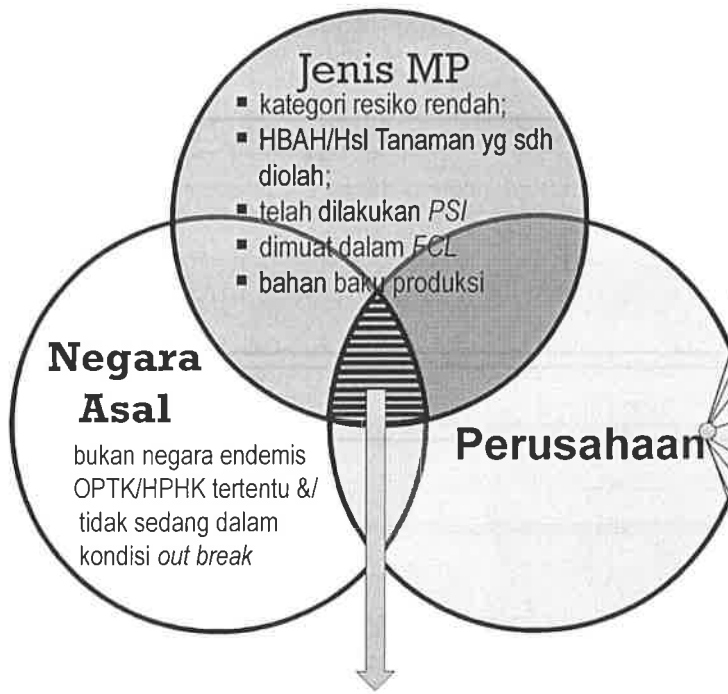 Jenis MP
▪ kategori resiko rendah;
▪ HBAH/Hsl Tanaman yg sdh
diolah;
▪ telah dilakukan PSI
▪ dimuat dalam FCL
▪ bahan baku produksi
Negara
Asal
bukan negara endemis
OPTK/HPHK tertentu &/
tidak sedang dalam
kondisi out break
Perusahaan